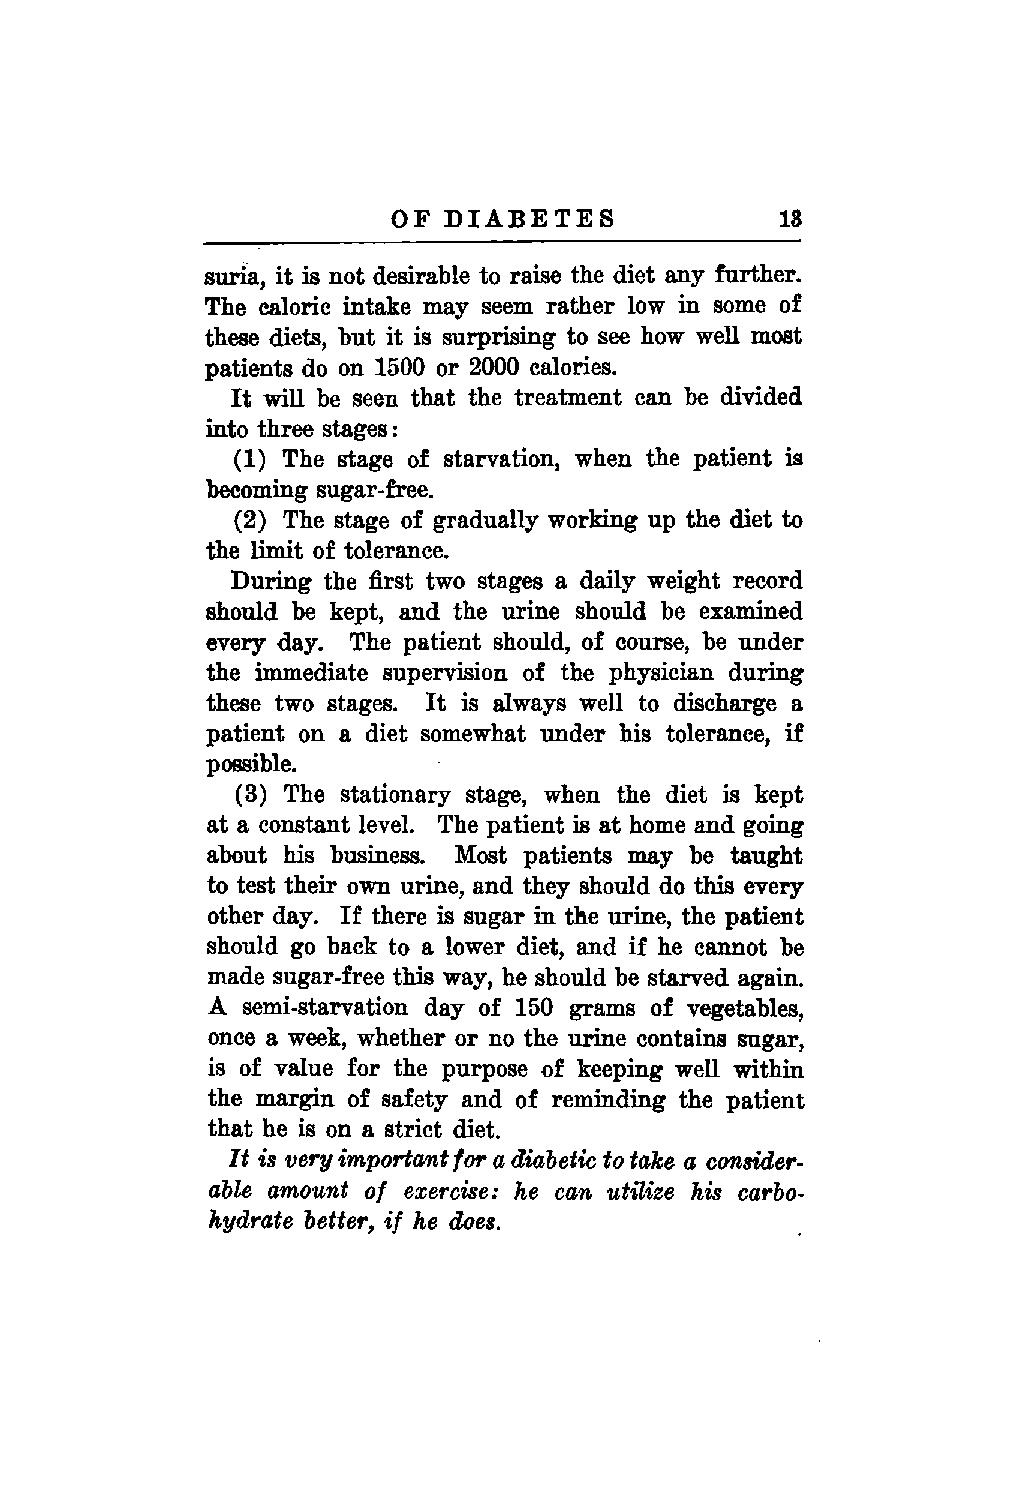 OF DIABETES 13
suria, it is not desirable to raise the diet any further.
The caloric intake may seem rather low in some of
these diets, but it is surprising to see how well most
patients do on 1500 or 2000 calories.
It will be seen that the treatment can be divided
into three stages:
(1) The stage of starvation, when the patient is
becoming sugar-free.
(2) The stage of gradually working up the diet to
the limit of tolerance.
During the first two stages a daily weight record
should be kept, and the urine should be examined
every day. The patient should, of course, be under
the immediate supervision of the physician during
these two stages. It is always well to discharge a
patient on a diet somewhat under his tolerance, if
possible.
(3) The stationary stage, when the diet is kept
at a constant level. The patient is at home and going
about his business. Most patients may be taught
to test their own urine, and they should do this every
other day. If there is sugar in the urine, the patient
should go back to a lower diet, and if he cannot be
made sugar-free this way, he should be starved again.
A semi-starvation day of 150 grams of vegetables,
once a week, whether or no the urine contains sugar,
is of value for the purpose of keeping well within
the margin of safety and of reminding the patient
that he is on a strict diet.
It is very important for a diabetic to take a consider-
able amount of exercise: he can utilize his carbo-
hydrate better, if he does.